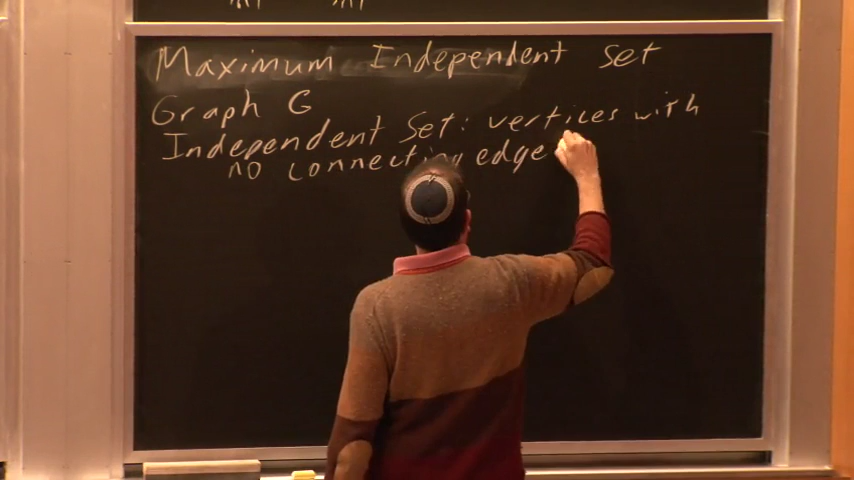 Maximum Independent Set
Graph G
Independent Set: vertices with
no connecting edge